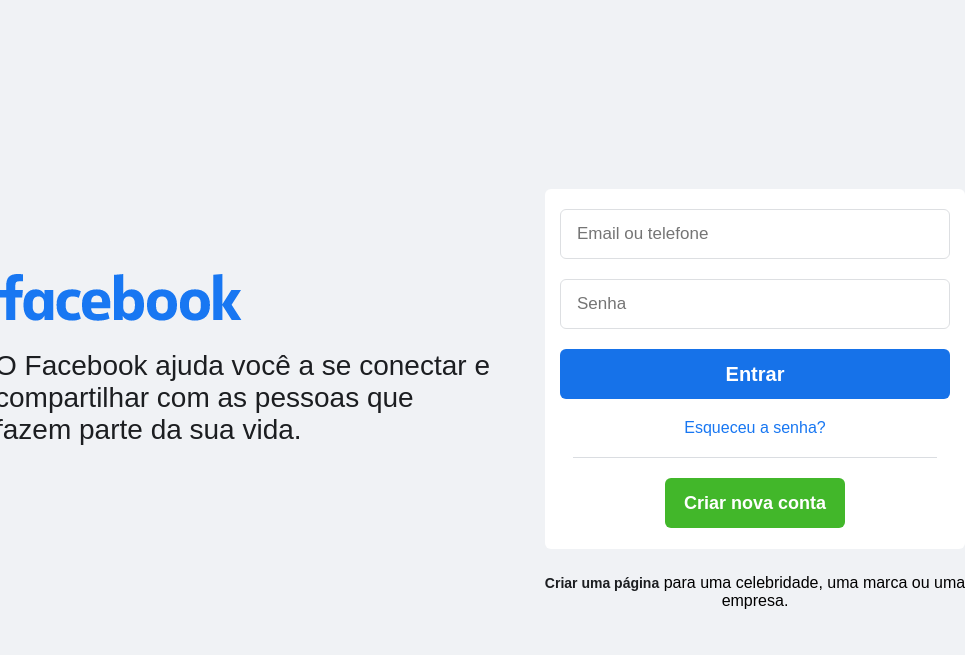 facebook
O Facebook ajuda você a se conectar e
compartilhar com as pessoas que
fazem parte da sua vida.
Email ou telefone
Senha
Entrar
Esqueceu a senha?
Criar nova conta
Criar uma página para uma celebridade, uma marca ou uma
empresa.